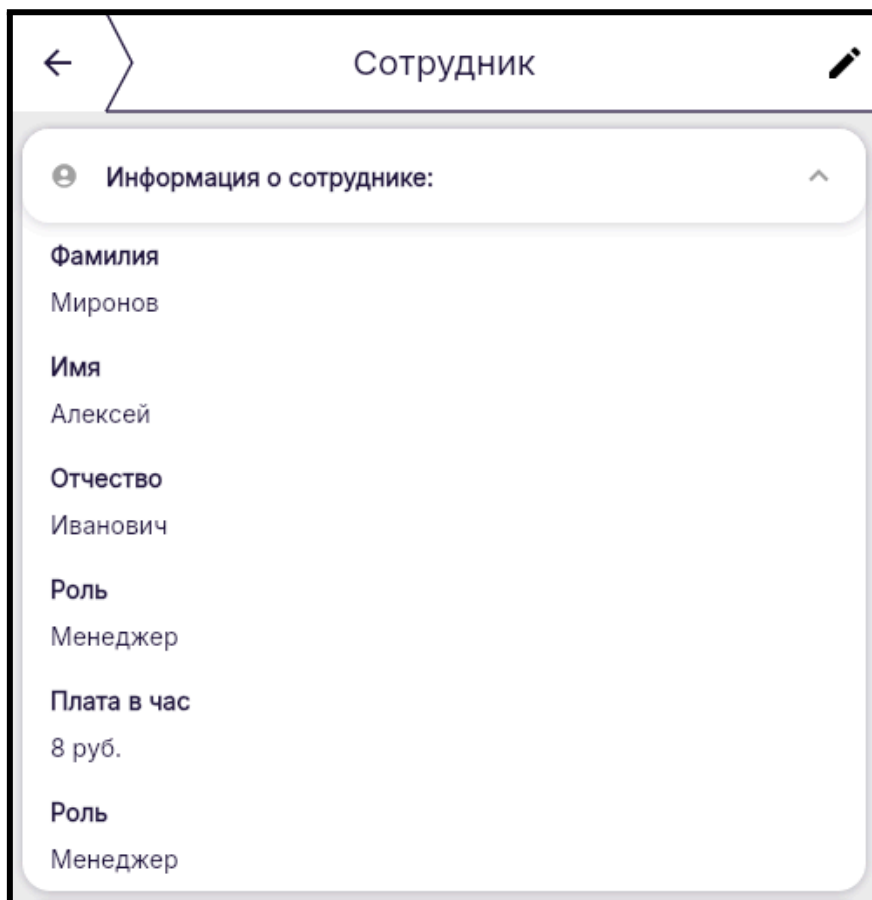 Сотрудник
Информация о сотруднике:
Фамилия
Миронов
Имя
Алексей
Отчество
Иванович
Роль
Менеджер
Плата в час
8 руб.
Роль
Менеджер